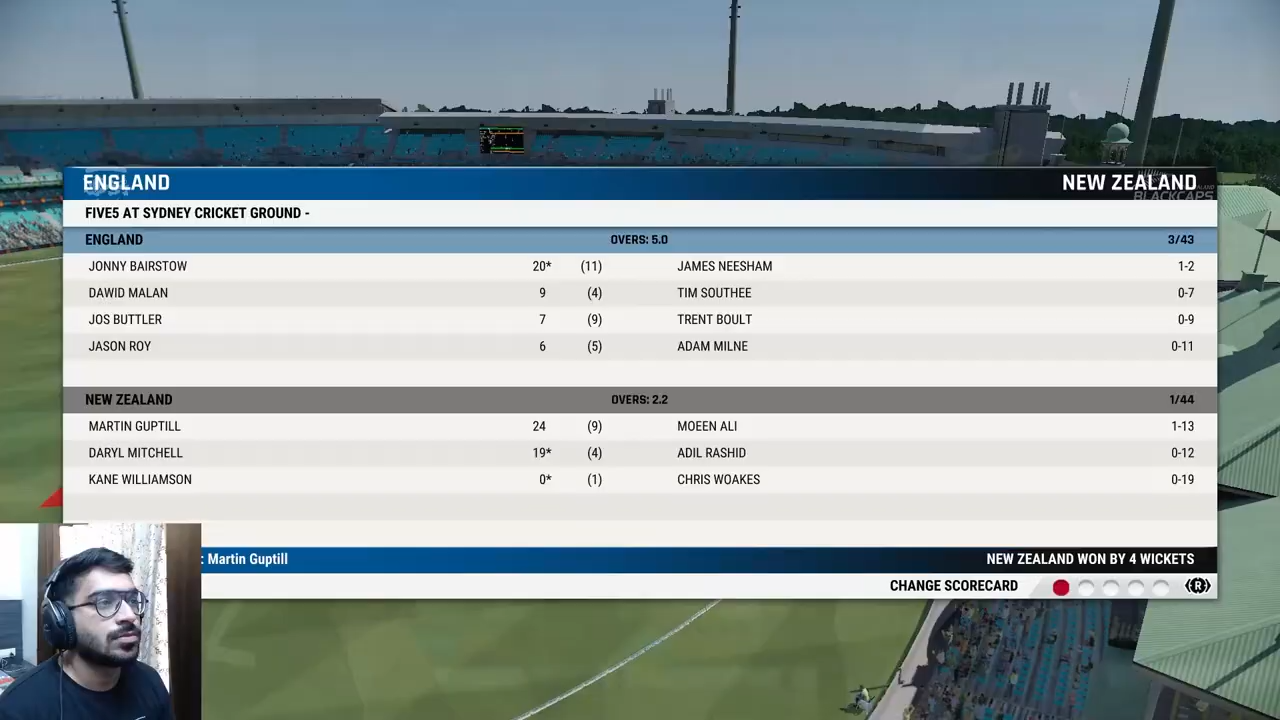 ENGLAND NEW ZEALAND
BLACKCAPS
FIVE5 AT SYDNEY CRICKET GROUND -
ENGLAND OVERS: 5.0 3/43
JONNY BAIRSTOW 20* (11) JAMES NEESHAM 1-2
DAWID MALAN 9 (4) TIM SOUTHEE 0-7
JOS BUTTLER 7 (9) TRENT BOULT 0-9
JASON ROY 6 (5) ADAM MILNE 0-11
NEW ZEALAND OVERS: 2.2 1/44
MARTIN GUPTILL 24 (9) MOEEN ALI 1-13
DARYL MITCHELL 19* (4) ADIL RASHID 0-12
KANE WILLIAMSON 0* (1) CHRIS WOAKES 0-19
: Martin Guptill NEW ZEALAND WON BY 4 WICKETS
CHANGE SCORECARD R